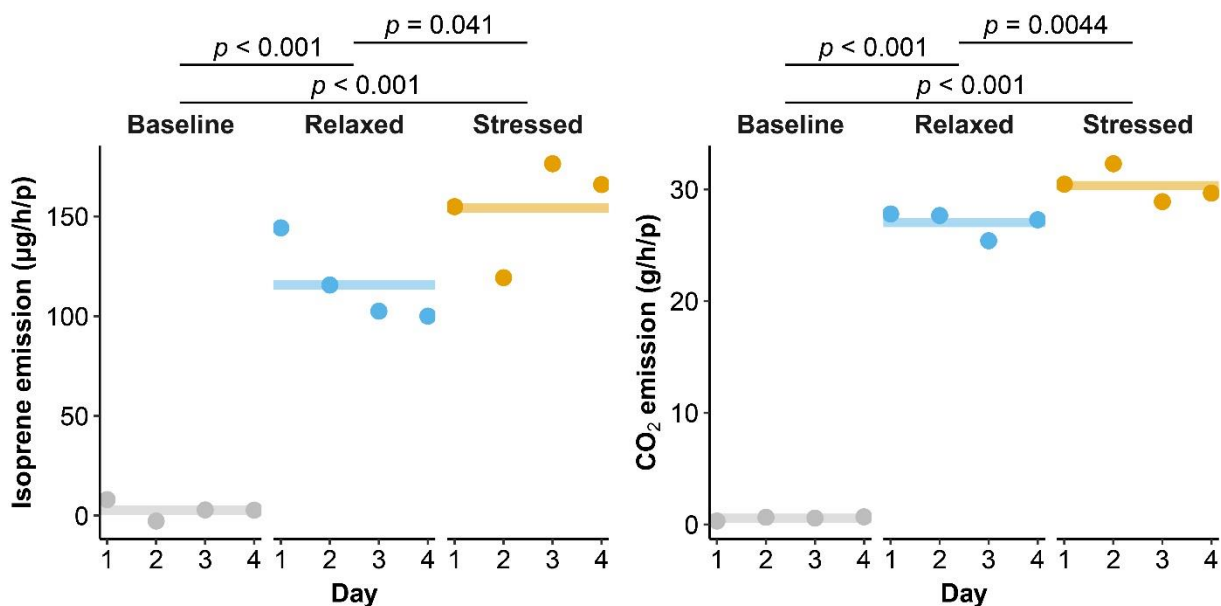 p = 0.041
p < 0.001
p < 0.001
Baseline Relaxed Stressed
Isoprene emission (µg/h/p)
150
100
50
0
1 2 3 4 1 2 3 4 1 2 3 4
Day
p = 0.0044
p < 0.001
p < 0.001
Baseline Relaxed Stressed
CO₂ emission (g/h/p)
30
20
10
0
1 2 3 4 1 2 3 4 1 2 3 4
Day